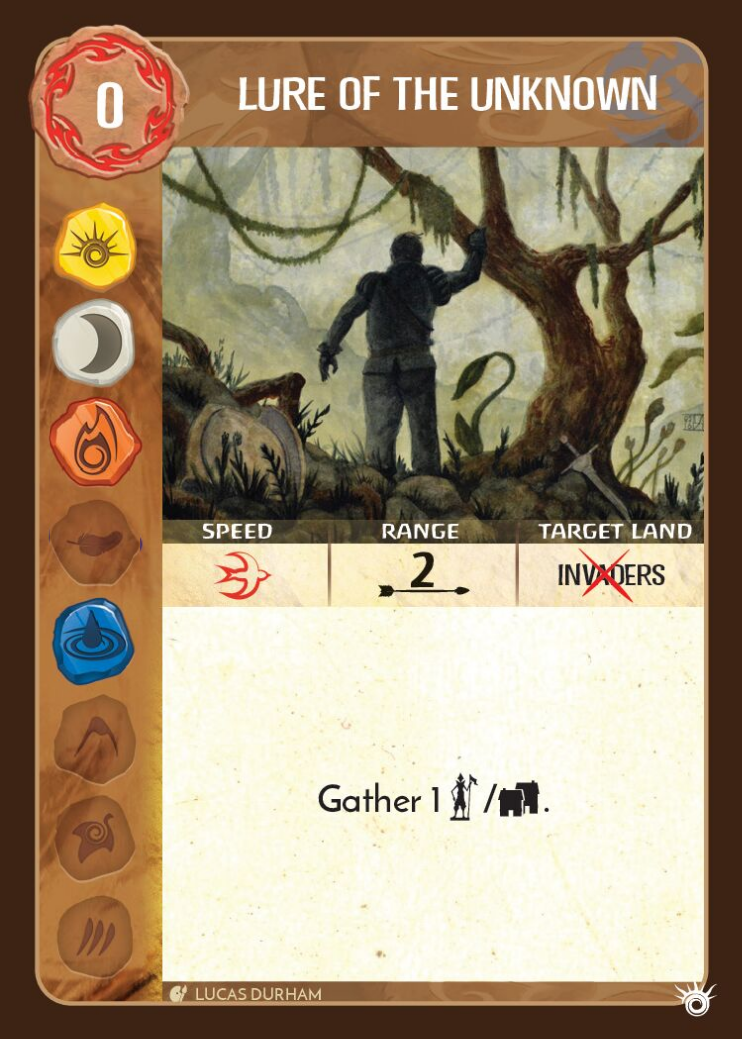 0
LURE OF THE UNKNOWN
SPEED
RANGE
TARGET LAND
2
INVADERS
Gather 1 / .
LUCAS DURHAM